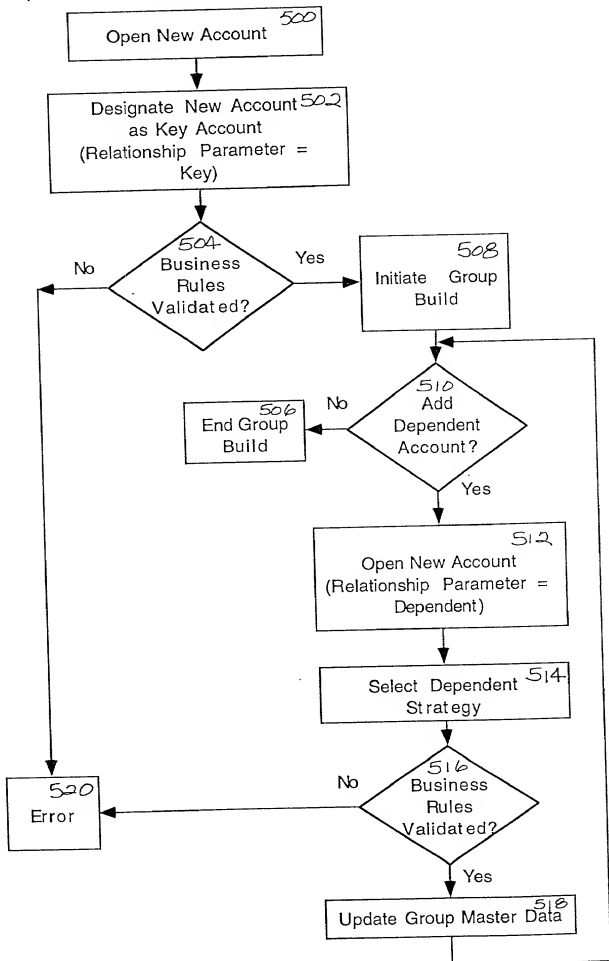 500
Open New Account
Designate New Account 502
as Key Account
(Relationship Parameter =
Key)
504
Business
Rules
Validated?
No
Yes
508
Initiate Group
Build
510
Add
Dependent
Account?
No
Yes
506
End Group
Build
512
Open New Account
(Relationship Parameter =
Dependent)
514
Select Dependent
Strategy
516
Business
Rules
Validated?
No
Yes
520
Error
518
Update Group Master Data